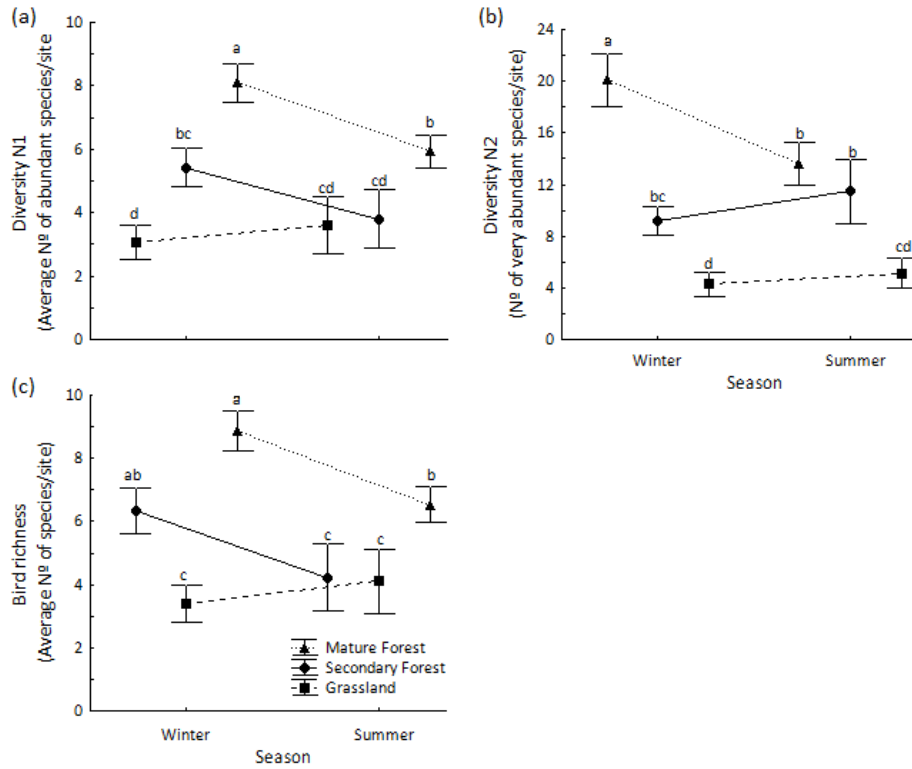 (a)
10
8
6
4
2
0
Diversity N1
(Average Nº of abundant species/site)
a
b
bc
cd
cd
d
(b)
24
20
16
12
8
4
0
Diversity N2
(Nº of very abundant species/site)
a
b
b
bc
d
cd
Winter
Summer
Season
(c)
10
8
6
4
2
0
Bird richness
(Average Nº of species/site)
a
ab
b
c
c
c
Mature Forest
Secondary Forest
Grassland
Winter
Summer
Season